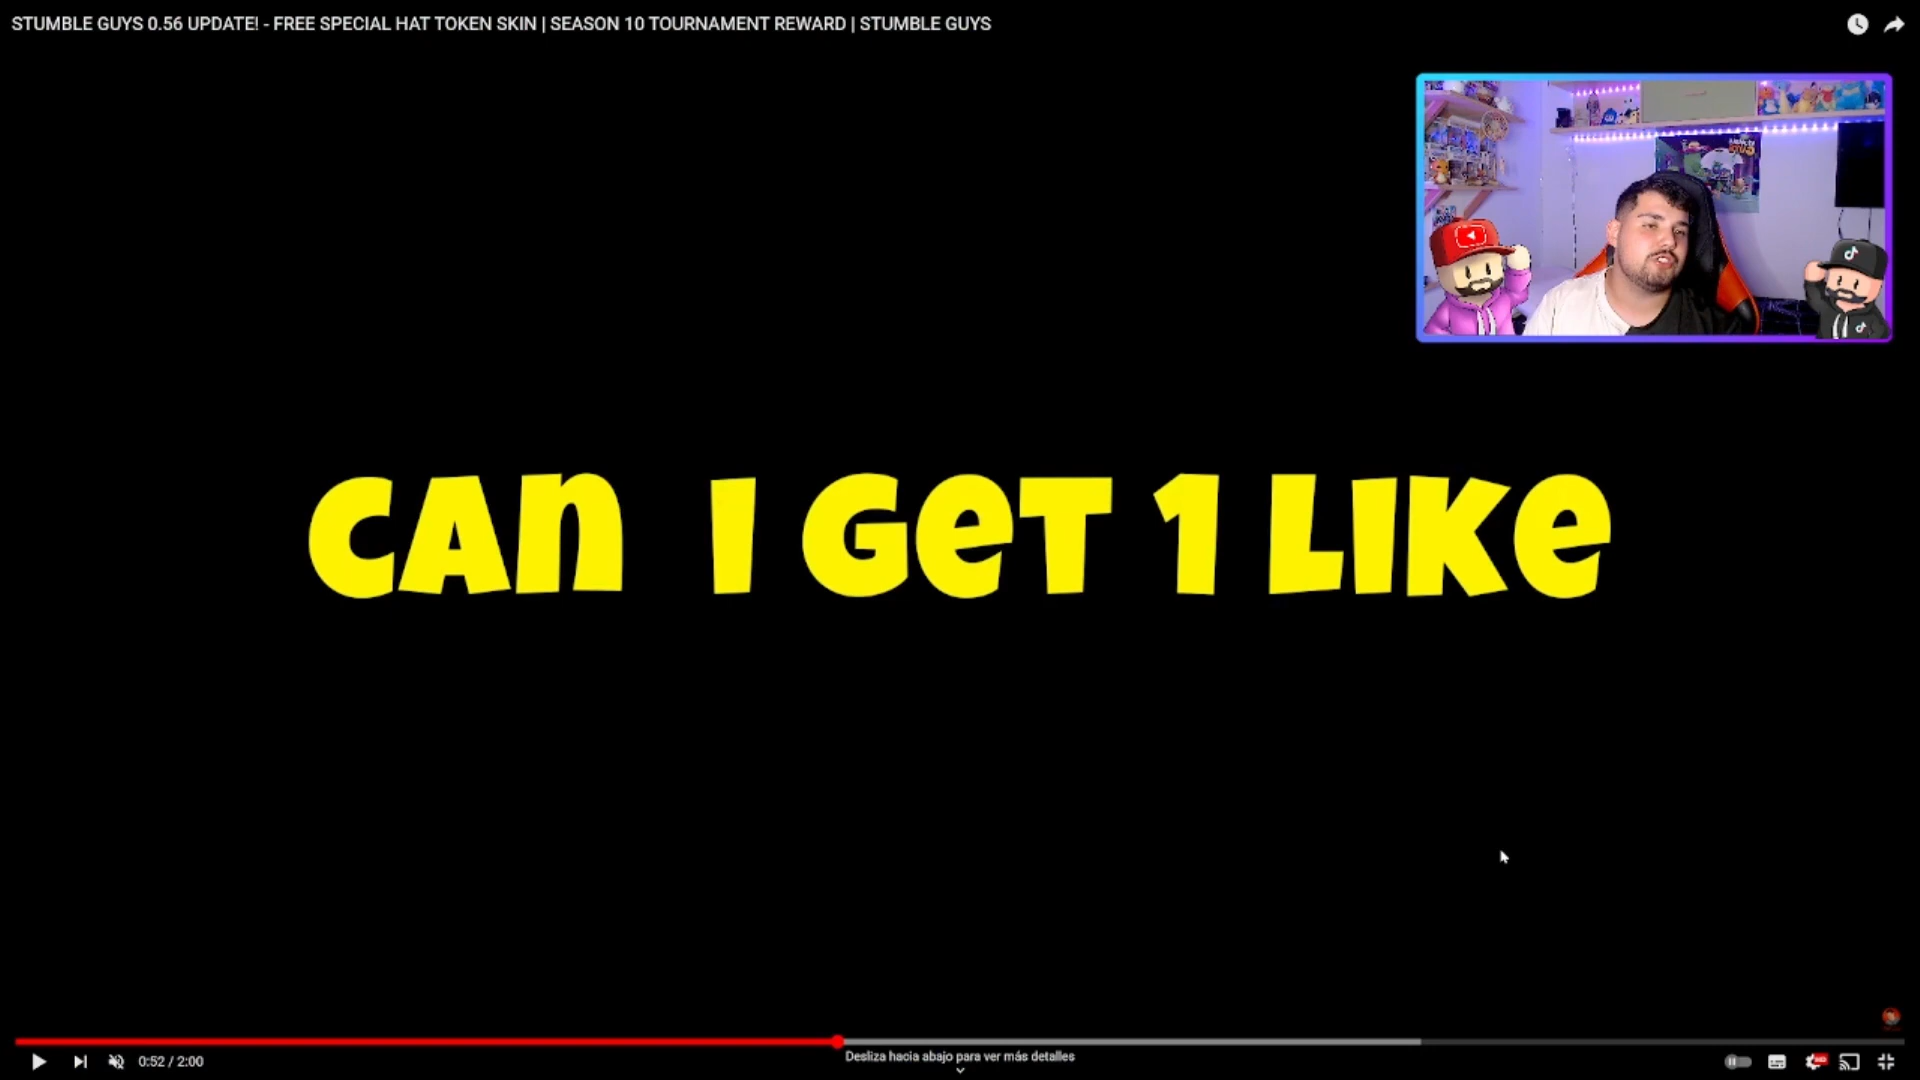 STUMBLE GUYS 0.56 UPDATE! - FREE SPECIAL HAT TOKEN SKIN | SEASON 10 TOURNAMENT REWARD | STUMBLE GUYS
CAN I GET 1 LIKE
0:52 / 2:00
Desliza hacia abajo para ver más detalles